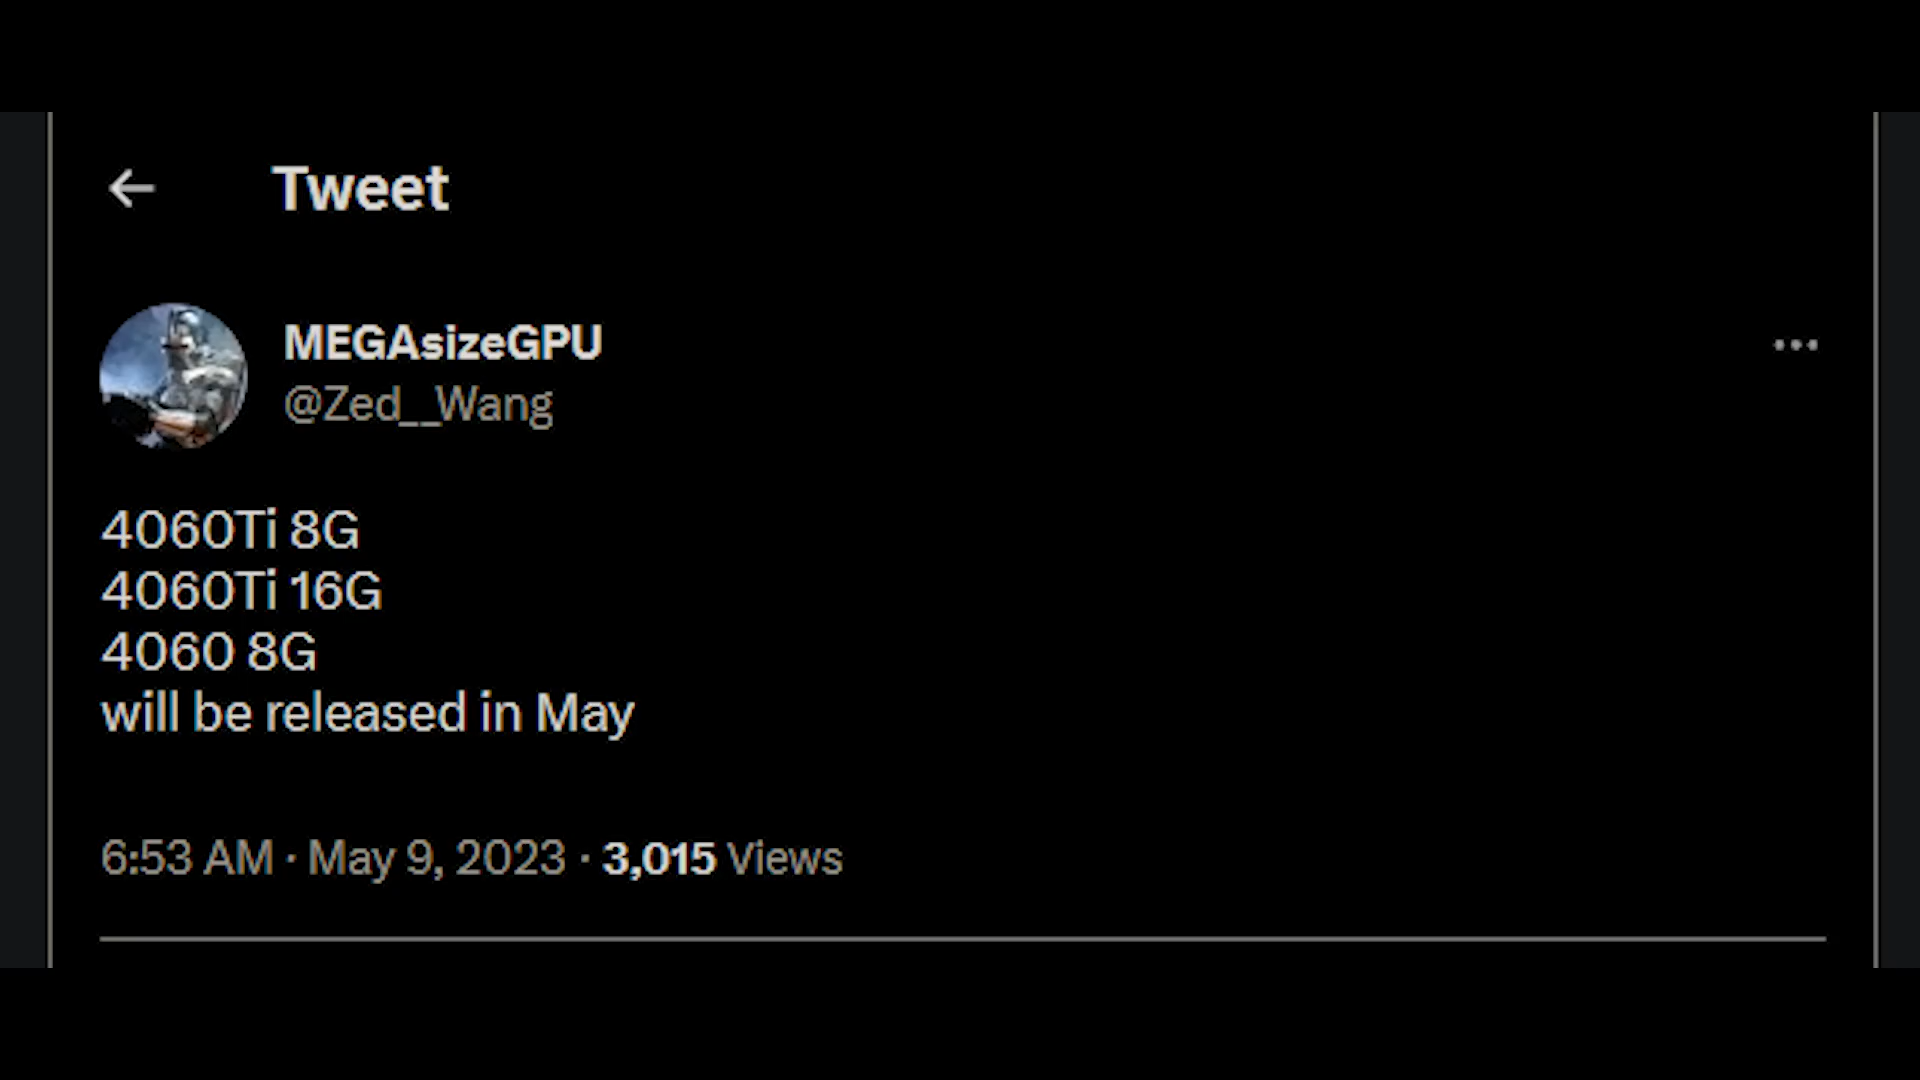 Tweet
MEGAsizeGPU
@Zed__Wang
4060Ti 8G
4060Ti 16G
4060 8G
will be released in May
6:53 AM · May 9, 2023 · 3,015 Views